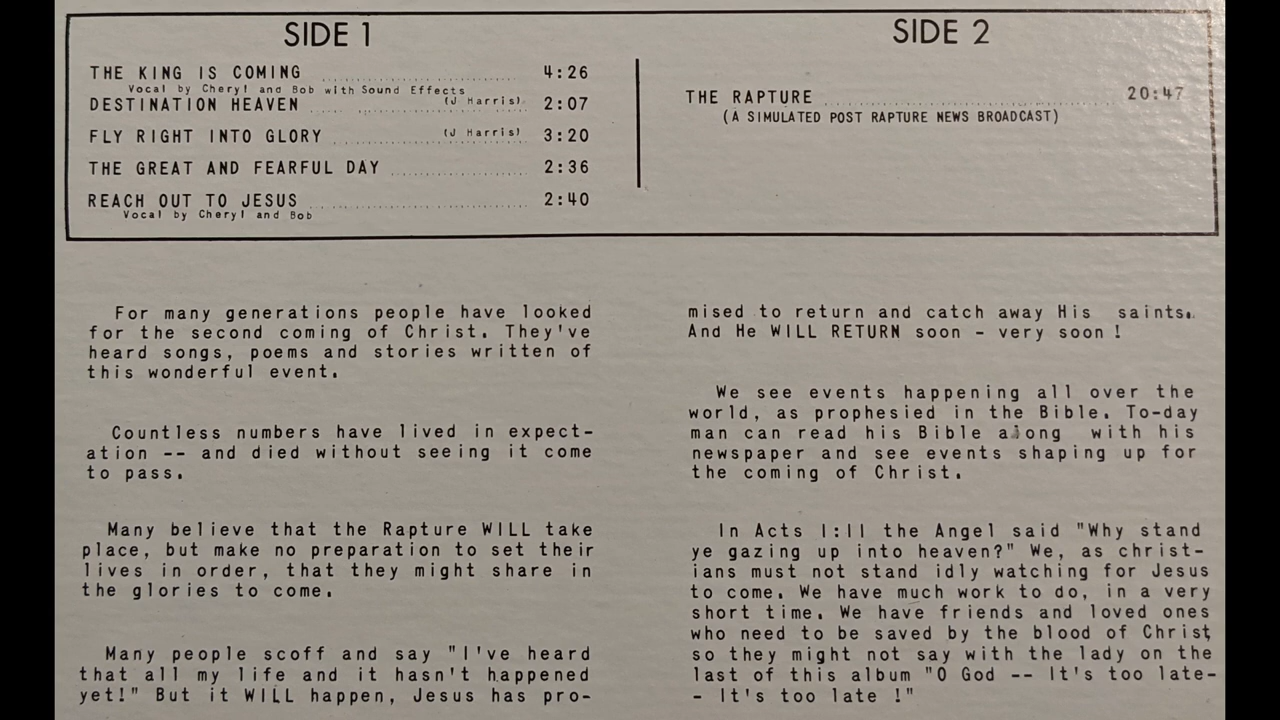 SIDE 1
THE KING IS COMING .......... 4:26
Vocal by Cheryl and Bob with Sound Effects
DESTINATION HEAVEN .......... (J Harris) 2:07
FLY RIGHT INTO GLORY .......... (J Harris) 3:20
THE GREAT AND FEARFUL DAY .......... 2:36
REACH OUT TO JESUS .......... 2:40
Vocal by Cheryl and Bob
SIDE 2
THE RAPTURE .......... 20:47
(A SIMULATED POST RAPTURE NEWS BROADCAST)
For many generations people have looked
for the second coming of Christ. They've
heard songs, poems and stories written of
this wonderful event.
Countless numbers have lived in expect-
ation -- and died without seeing it come
to pass.
Many believe that the Rapture WILL take
place, but make no preparation to set their
lives in order, that they might share in
the glories to come.
Many people scoff and say "I've heard
that all my life and it hasn't happened
yet!" But it WILL happen, Jesus has pro-
mised to return and catch away His saints.
And He WILL RETURN soon - very soon !
We see events happening all over the
world, as prophesied in the Bible. To-day
man can read his Bible along with his
newspaper and see events shaping up for
the coming of Christ.
In Acts 1:11 the Angel said "Why stand
ye gazing up into heaven?" We, as christ-
ians must not stand idly watching for Jesus
to come. We have much work to do, in a very
short time. We have friends and loved ones
who need to be saved by the blood of Christ,
so they might not say with the lady on the
last of this album "O God -- It's too late-
- It's too late !"